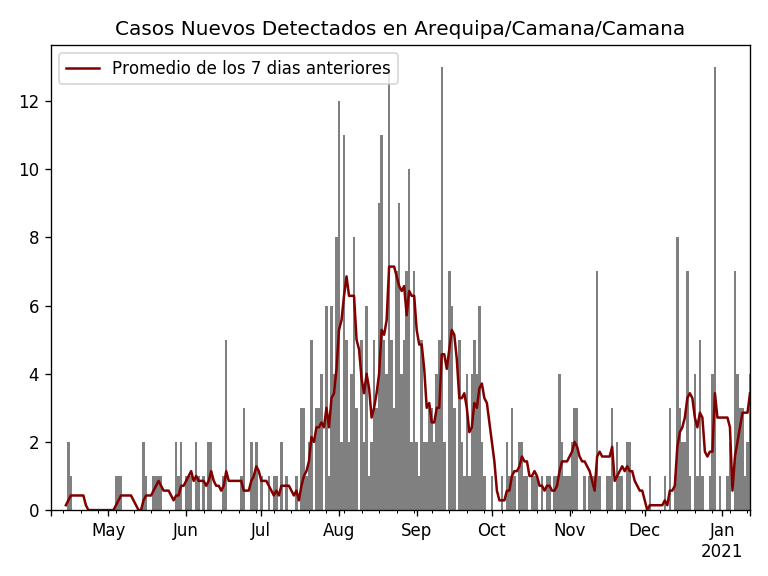 Casos Nuevos Detectados en Arequipa/Camana/Camana
Promedio de los 7 dias anteriores
12
10
8
6
4
2
0
May Jun Jul Aug Sep Oct Nov Dec Jan
2021